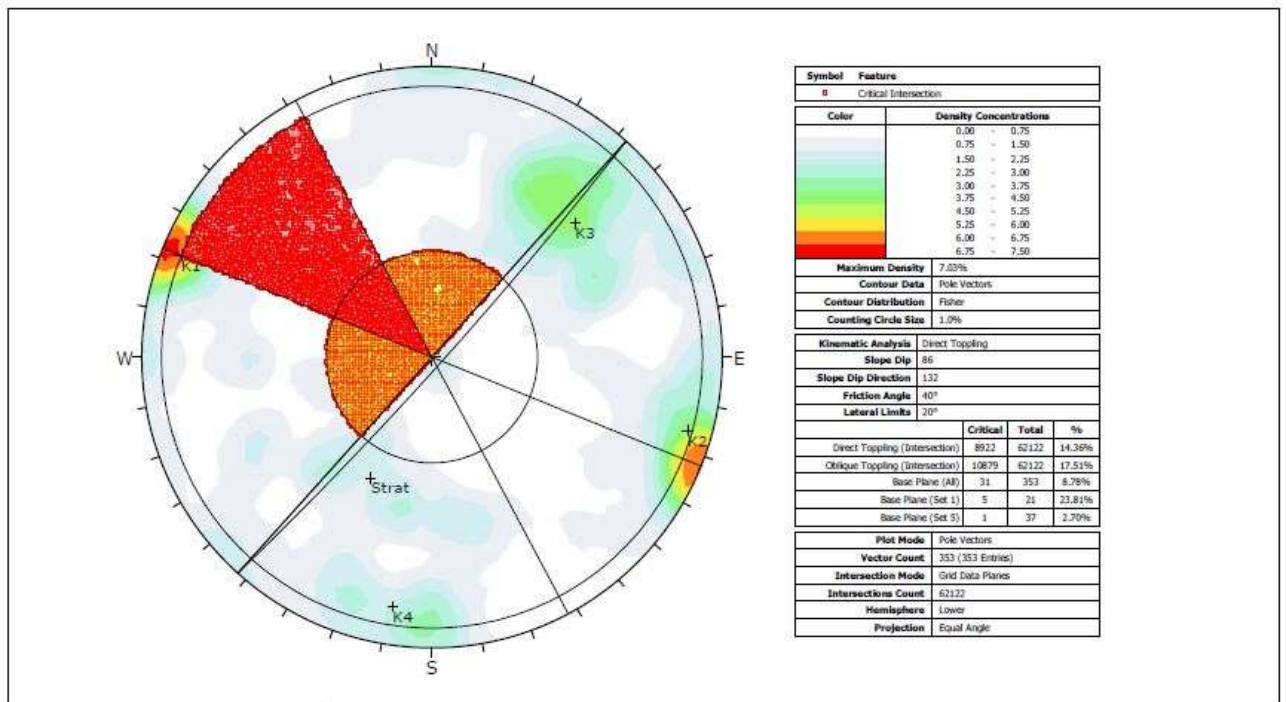 N
K1
K3
W
E
K2
Strat
K4
S
Symbol Feature
Critical Intersection
Color Density Concentrations
0.00 - 0.75
0.75 - 1.50
1.50 - 2.25
2.25 - 3.00
3.00 - 3.75
3.75 - 4.50
4.50 - 5.25
5.25 - 6.00
6.00 - 6.75
6.75 - 7.50
Maximum Density 7.03%
Contour Data Pole Vectors
Contour Distribution Fisher
Counting Circle Size 1.0%
Kinematic Analysis Direct Toppling
Slope Dip 86
Slope Dip Direction 132
Friction Angle 40°
Lateral Limits 20°
Critical Total %
Direct Toppling (Intersection) 8922 62122 14.36%
Oblique Toppling (Intersection) 10879 62122 17.51%
Base Plane (All) 31 353 8.78%
Base Plane (Set 1) 5 21 23.81%
Base Plane (Set 5) 1 37 2.70%
Plot Mode Pole Vectors
Vector Count 353 (353 Entries)
Intersection Mode Grid Data Planes
Intersections Count 62122
Hemisphere Lower
Projection Equal Angle